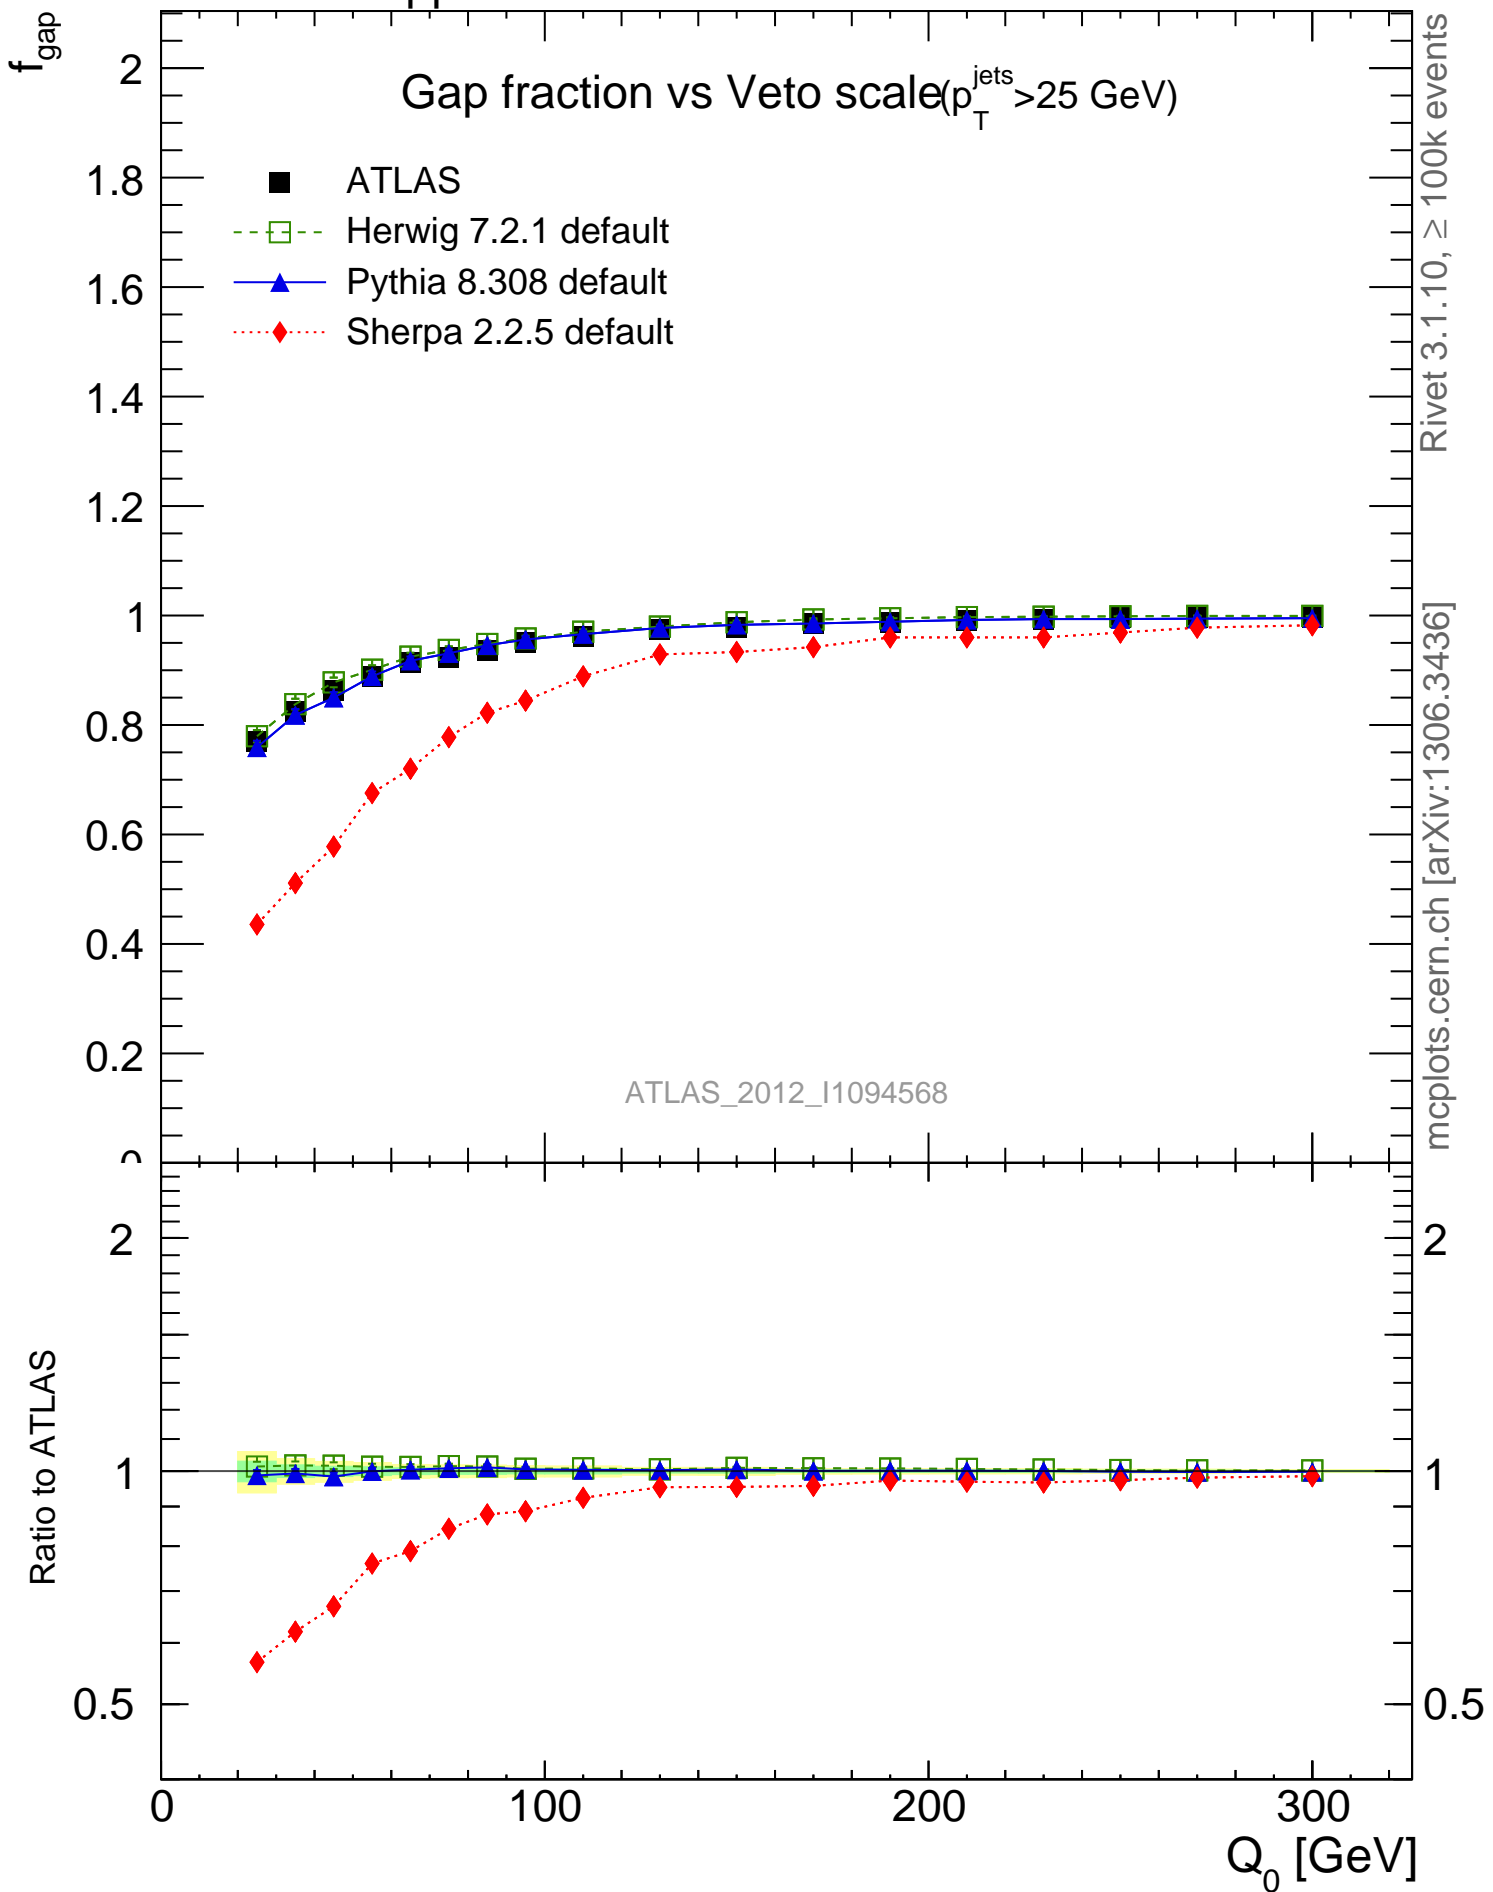 f_gap
Gap fraction vs Veto scale(p_T^jets>25 GeV)
ATLAS
Herwig 7.2.1 default
Pythia 8.308 default
Sherpa 2.2.5 default
2
1.8
1.6
1.4
1.2
1
0.8
0.6
0.4
0.2
0
ATLAS_2012_I1094568
Rivet 3.1.10, ≥ 100k events
mcplots.cern.ch [arXiv:1306.3436]
Ratio to ATLAS
2
1
0.5
2
1
0.5
0
100
200
300
Q_0 [GeV]